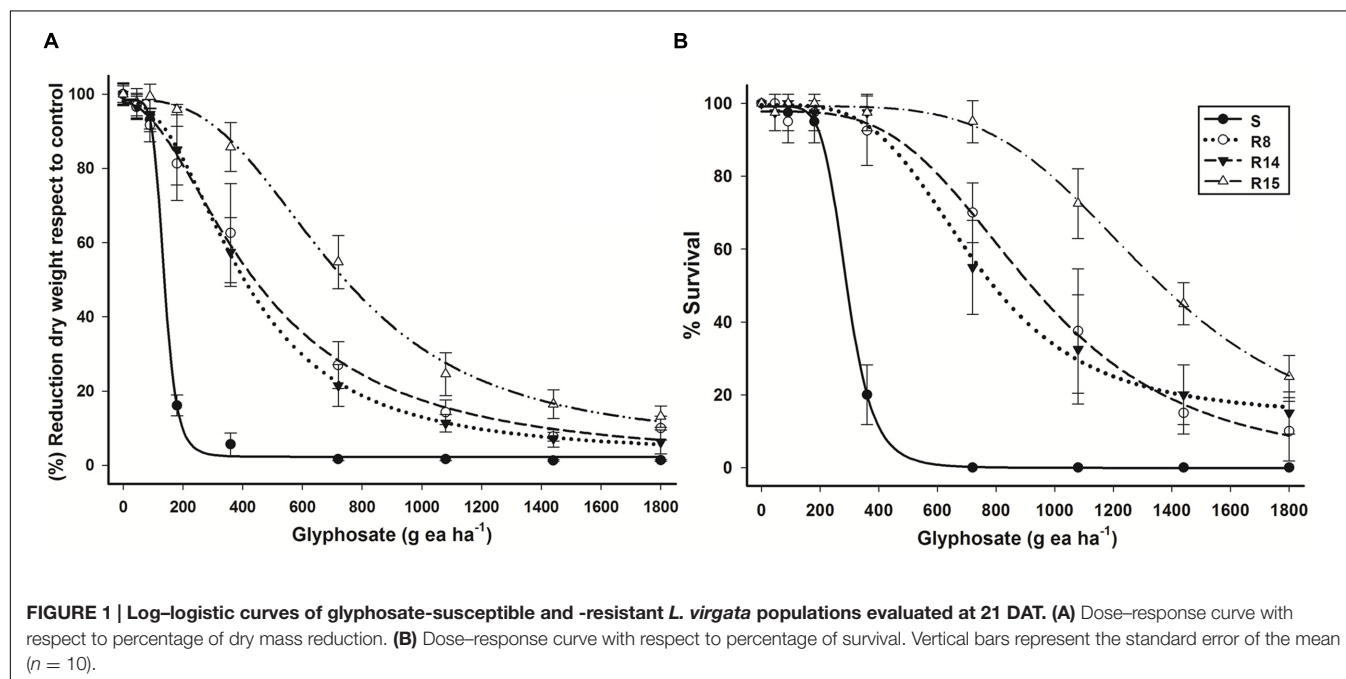 A
B
(%) Reduction dry weight respect to control
100
80
60
40
20
0
0 200 400 600 800 1000 1200 1400 1600 1800
Glyphosate (g ea ha⁻¹)
% Survival
100
80
60
40
20
0
0 200 400 600 800 1000 1200 1400 1600 1800
Glyphosate (g ea ha⁻¹)
S
R8
R14
R15
FIGURE 1 | Log–logistic curves of glyphosate-susceptible and -resistant L. virgata populations evaluated at 21 DAT. (A) Dose–response curve with
respect to percentage of dry mass reduction. (B) Dose–response curve with respect to percentage of survival. Vertical bars represent the standard error of the mean
(n = 10).